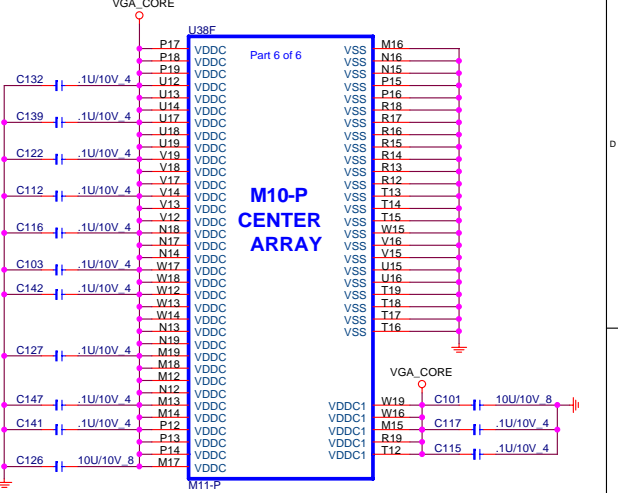 VGA_CORE
U38F
P17 VDDC Part 6 of 6 VSS M16
P18 VDDC VSS N16
P19 VDDC VSS N15
C132 .1U/10V_4 U12 VDDC VSS P15
U13 VDDC VSS P16
U14 VDDC VSS R18
C139 .1U/10V_4 U17 VDDC VSS R17
U18 VDDC VSS R16
U19 VDDC VSS R15
C122 .1U/10V_4 V19 VDDC VSS R14
V18 VDDC VSS R13
V17 VDDC VSS R12
C112 .1U/10V_4 V14 VDDC M10-P VSS T13
V13 VDDC VSS T14
V12 VDDC CENTER VSS T15
C116 .1U/10V_4 N18 VDDC VSS W15
N17 VDDC ARRAY VSS V16
N14 VDDC VSS V15
C103 .1U/10V_4 W17 VDDC VSS U15
W18 VDDC VSS U16
C142 .1U/10V_4 W12 VDDC VSS T19
W13 VDDC VSS T18
W14 VDDC VSS T17
N13 VDDC VSS T16
N19 VDDC
C127 .1U/10V_4 M19 VDDC
M18 VDDC
M12 VDDC VGA_CORE
N12 VDDC
C147 .1U/10V_4 M13 VDDC VDDC1 W19 C101 10U/10V_8
M14 VDDC VDDC1 W16
C141 .1U/10V_4 P12 VDDC VDDC1 M15 C117 .1U/10V_4
P13 VDDC VDDC1 R19
P14 VDDC VDDC1 T12 C115 .1U/10V_4
C126 10U/10V_8 M17 VDDC
M11-P
D